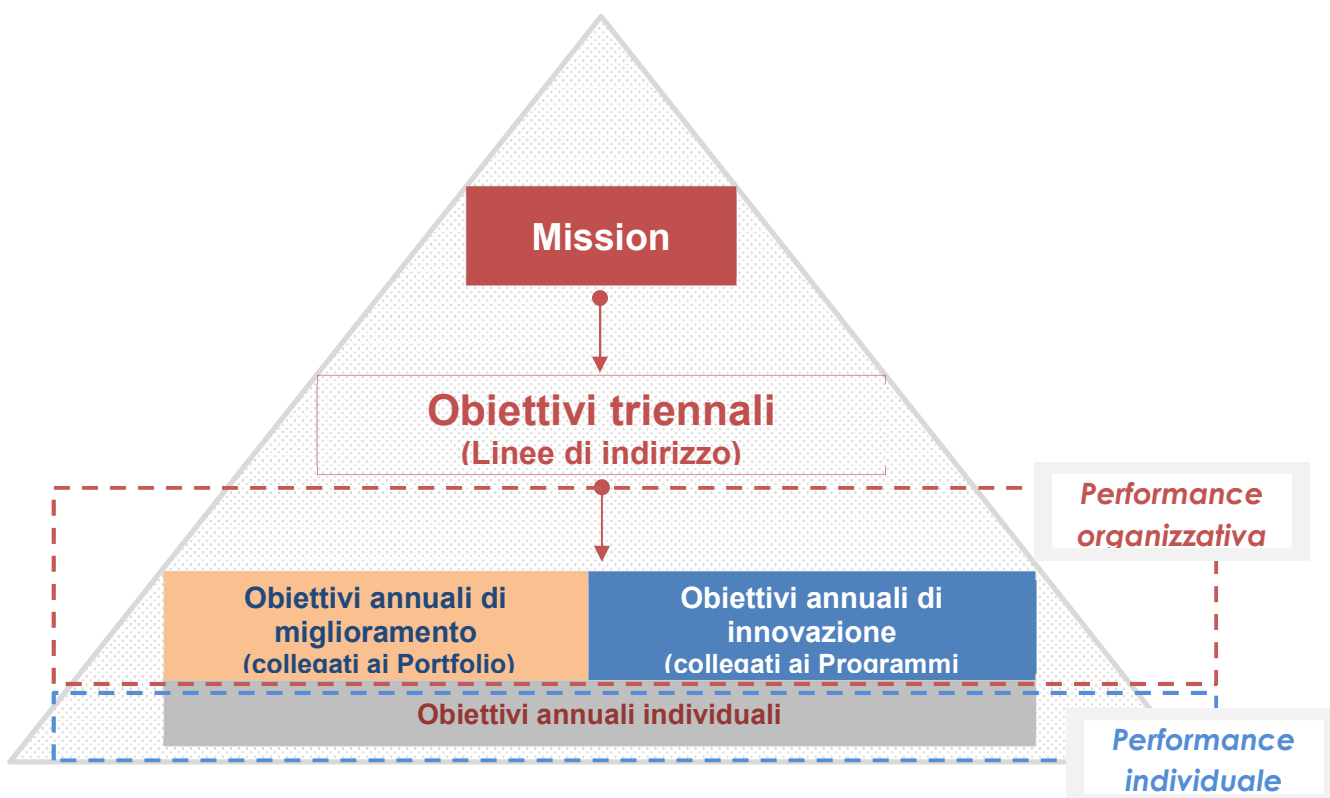 Mission
Obiettivi triennali
(Linee di indirizzo)
Performance
organizzativa
Obiettivi annuali di
miglioramento
(collegati ai Portfolio)
Obiettivi annuali di
innovazione
(collegati ai Programmi
Obiettivi annuali individuali
Performance
individuale